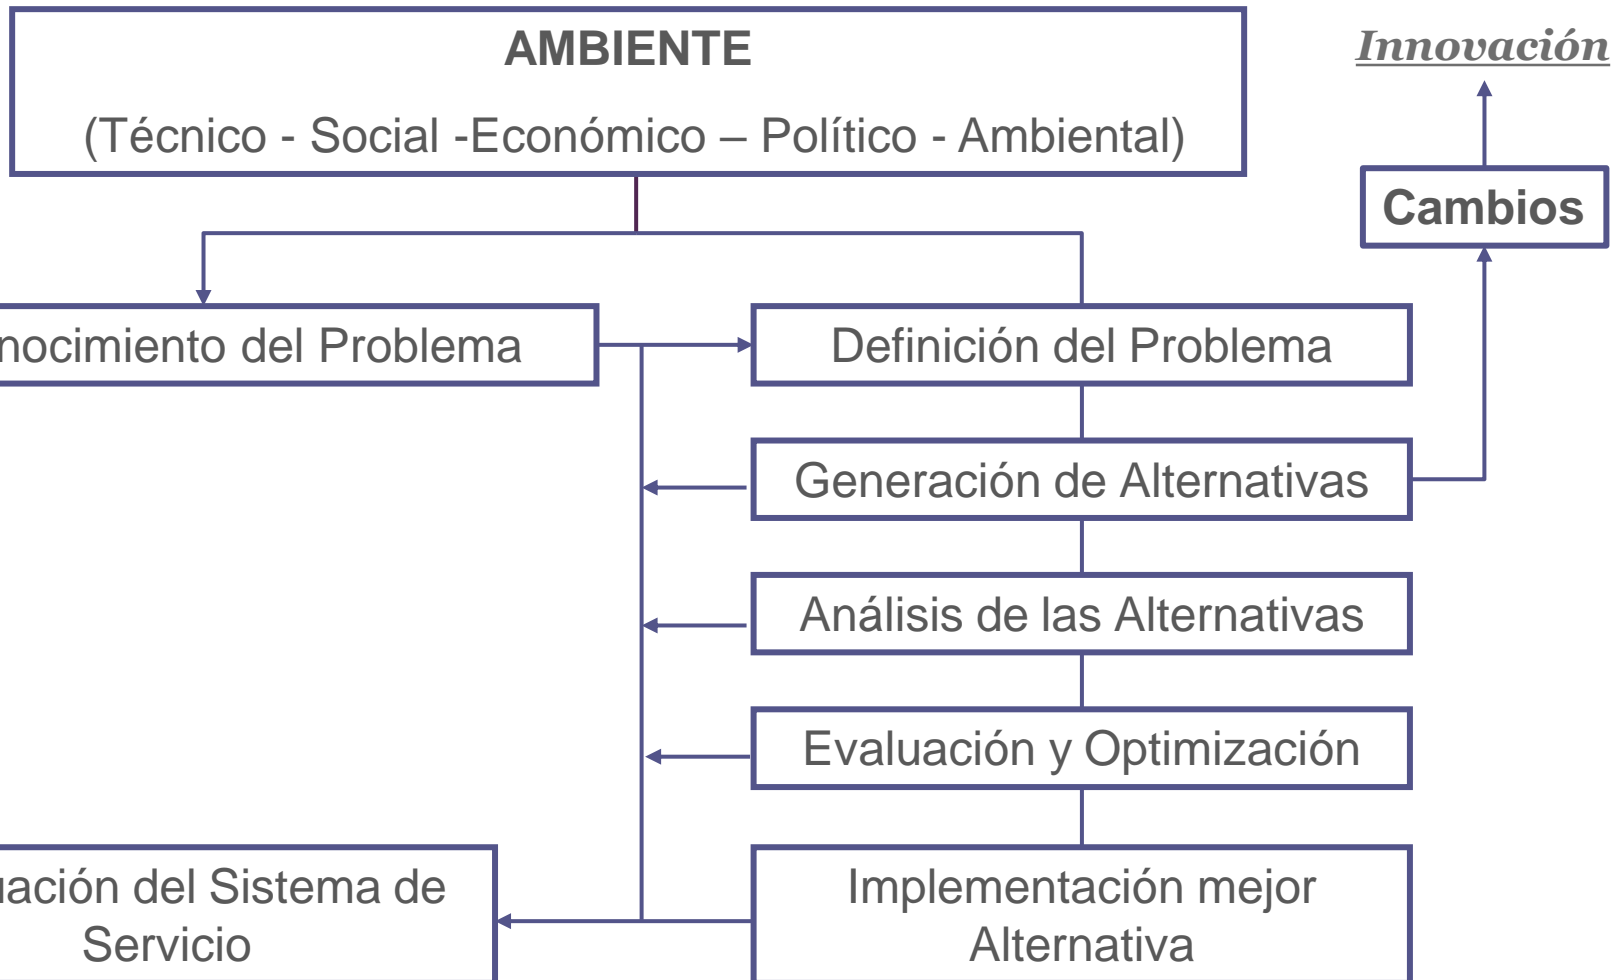 AMBIENTE
Innovación
(Técnico - Social -Económico – Político - Ambiental)
Cambios
nocimiento del Problema
Definición del Problema
Generación de Alternativas
Análisis de las Alternativas
Evaluación y Optimización
uación del Sistema de
Servicio
Implementación mejor
Alternativa